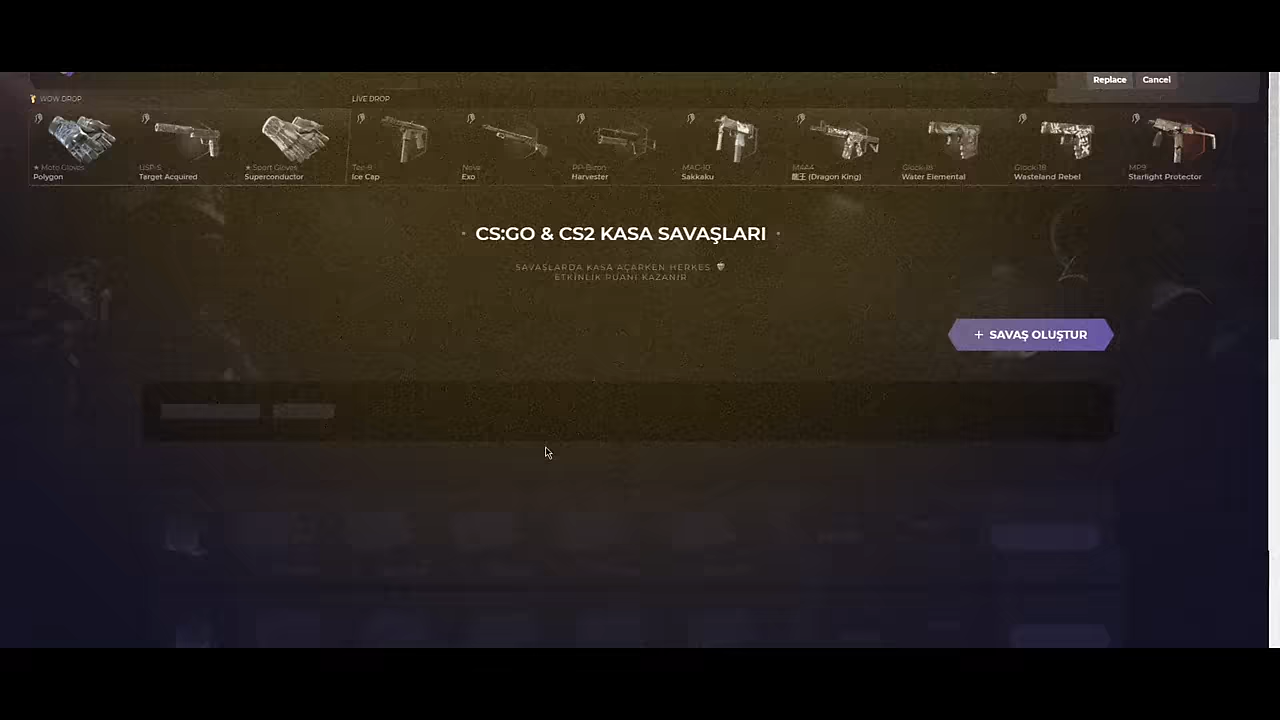 Replace Cancel
WOW DROP
LIVE DROP
★ Moto Gloves
Polygon
USP-S
Target Acquired
★ Sport Gloves
Superconductor
Tec-9
Ice Cap
Nova
Exo
PP-Bizon
Harvester
MAC-10
Sakkaku
M4A4
龍王 (Dragon King)
Glock-18
Water Elemental
Glock-18
Wasteland Rebel
MP9
Starlight Protector
CS:GO & CS2 KASA SAVAŞLARI
SAVAŞLARDA KASA AÇARKEN HERKES
ETKİNLİK PUANI KAZANIR
+ SAVAŞ OLUŞTUR